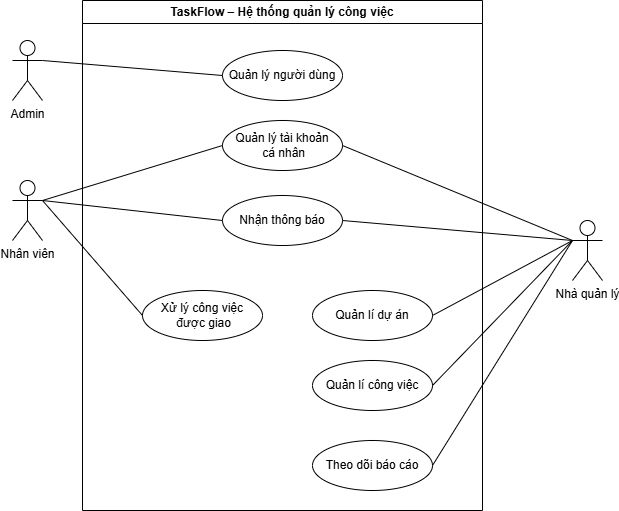 TaskFlow – Hệ thống quản lý công việc
Quản lý người dùng
Admin
Quản lý tài khoản
cá nhân
Nhân viên
Nhận thông báo
Nhà quản lý
Xử lý công việc
được giao
Quản lí dự án
Quản lí công việc
Theo dõi báo cáo